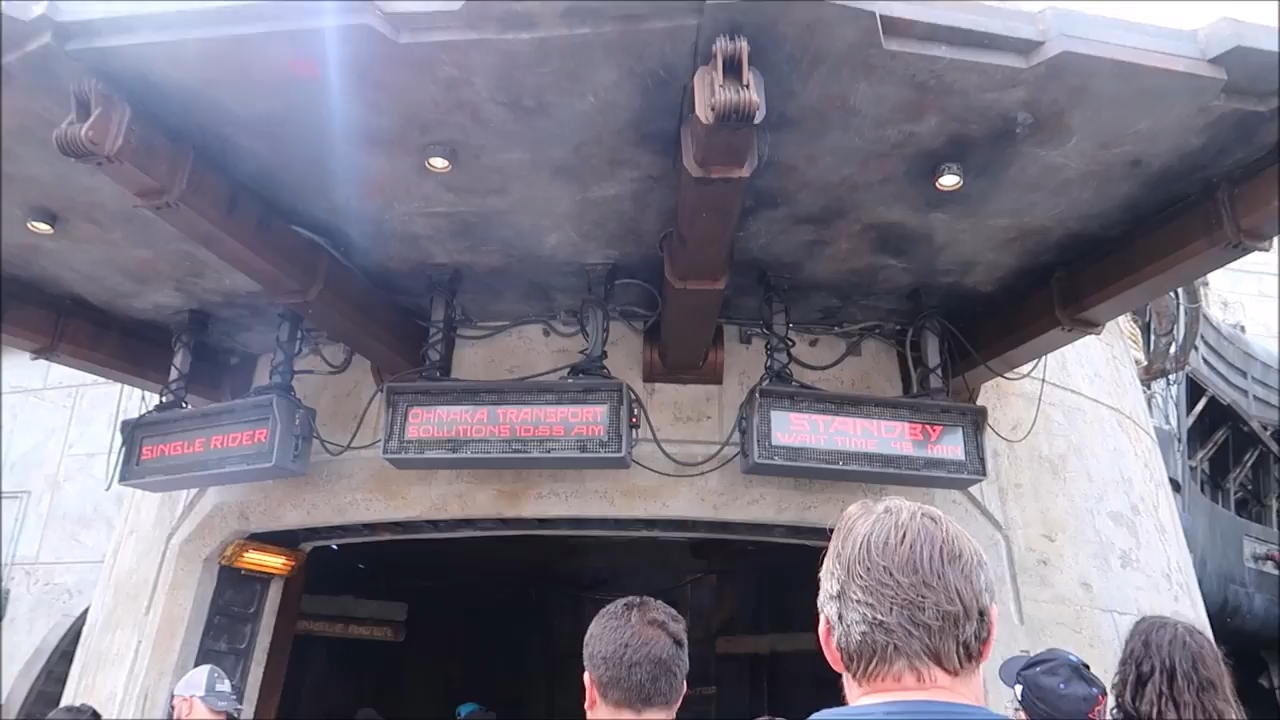 SINGLE RIDER
OHNAKA TRANSPORT
SOLUTIONS 10:55 AM
STANDBY
WAIT TIME 45 MIN
SINGLE RIDER